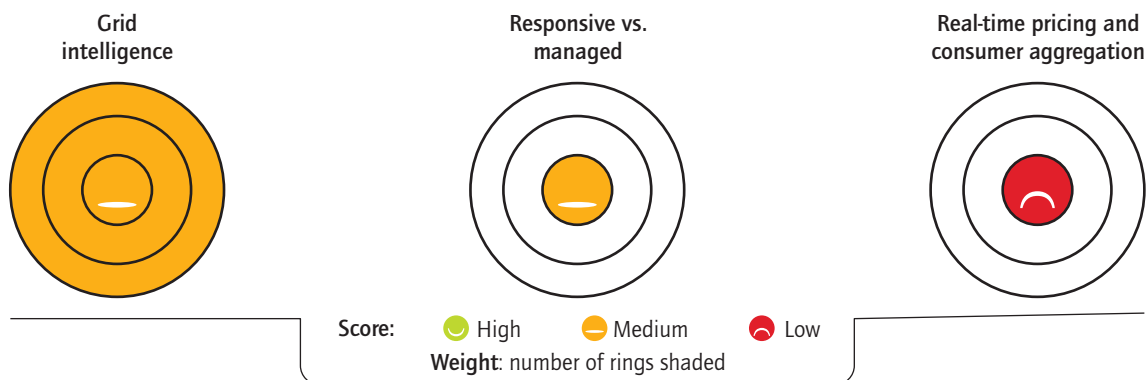 Grid
intelligence
Responsive vs.
managed
Real-time pricing and
consumer aggregation
Score: High Medium Low
Weight: number of rings shaded